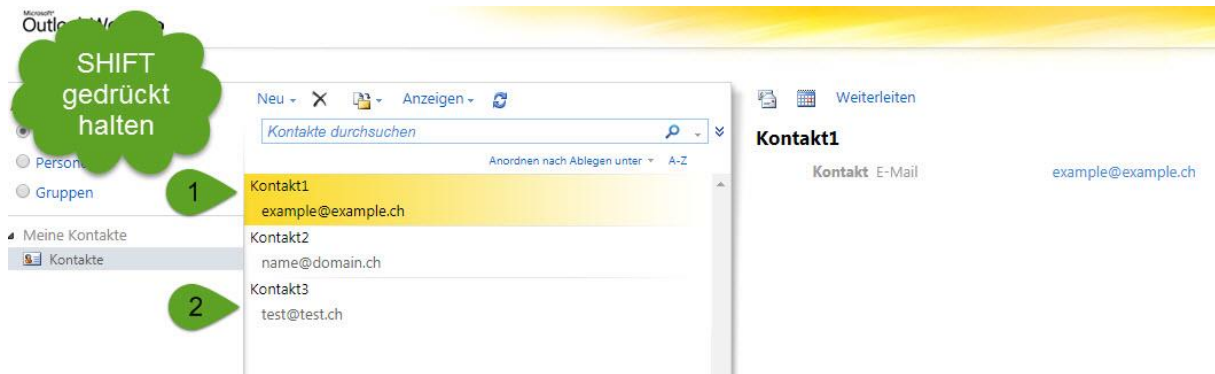 Microsoft
SHIFT
gedrückt
halten
Neu
Anzeigen
Kontakte durchsuchen
Anordnen nach Ablegen unter A-Z
Gruppen
Meine Kontakte
Kontakte
1
Kontakt1
example@example.ch
Kontakt2
name@domain.ch
2
Kontakt3
test@test.ch
Weiterleiten
Kontakt1
Kontakt E-Mail example@example.ch